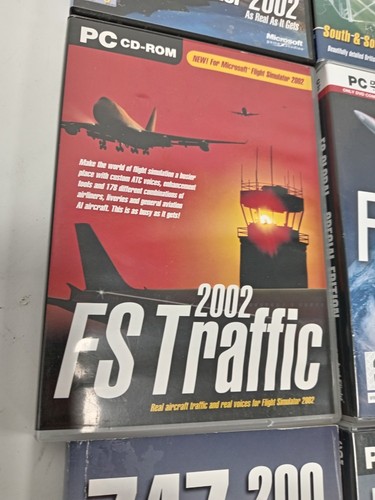 2002
As Real As It Gets
Microsoft
PC CD-ROM
NEW! For Microsoft® Flight Simulator 2002
Make the world of flight simulation a busier
place with custom ATC voices, enhancement
tools and 178 different combinations of
airliners, liveries and general aviation
AI aircraft. This is as busy as it gets!
2002
FS Traffic
Real aircraft traffic and real voices for Flight Simulator 2002
South & So
PC
SPECIAL EDITION
747-200